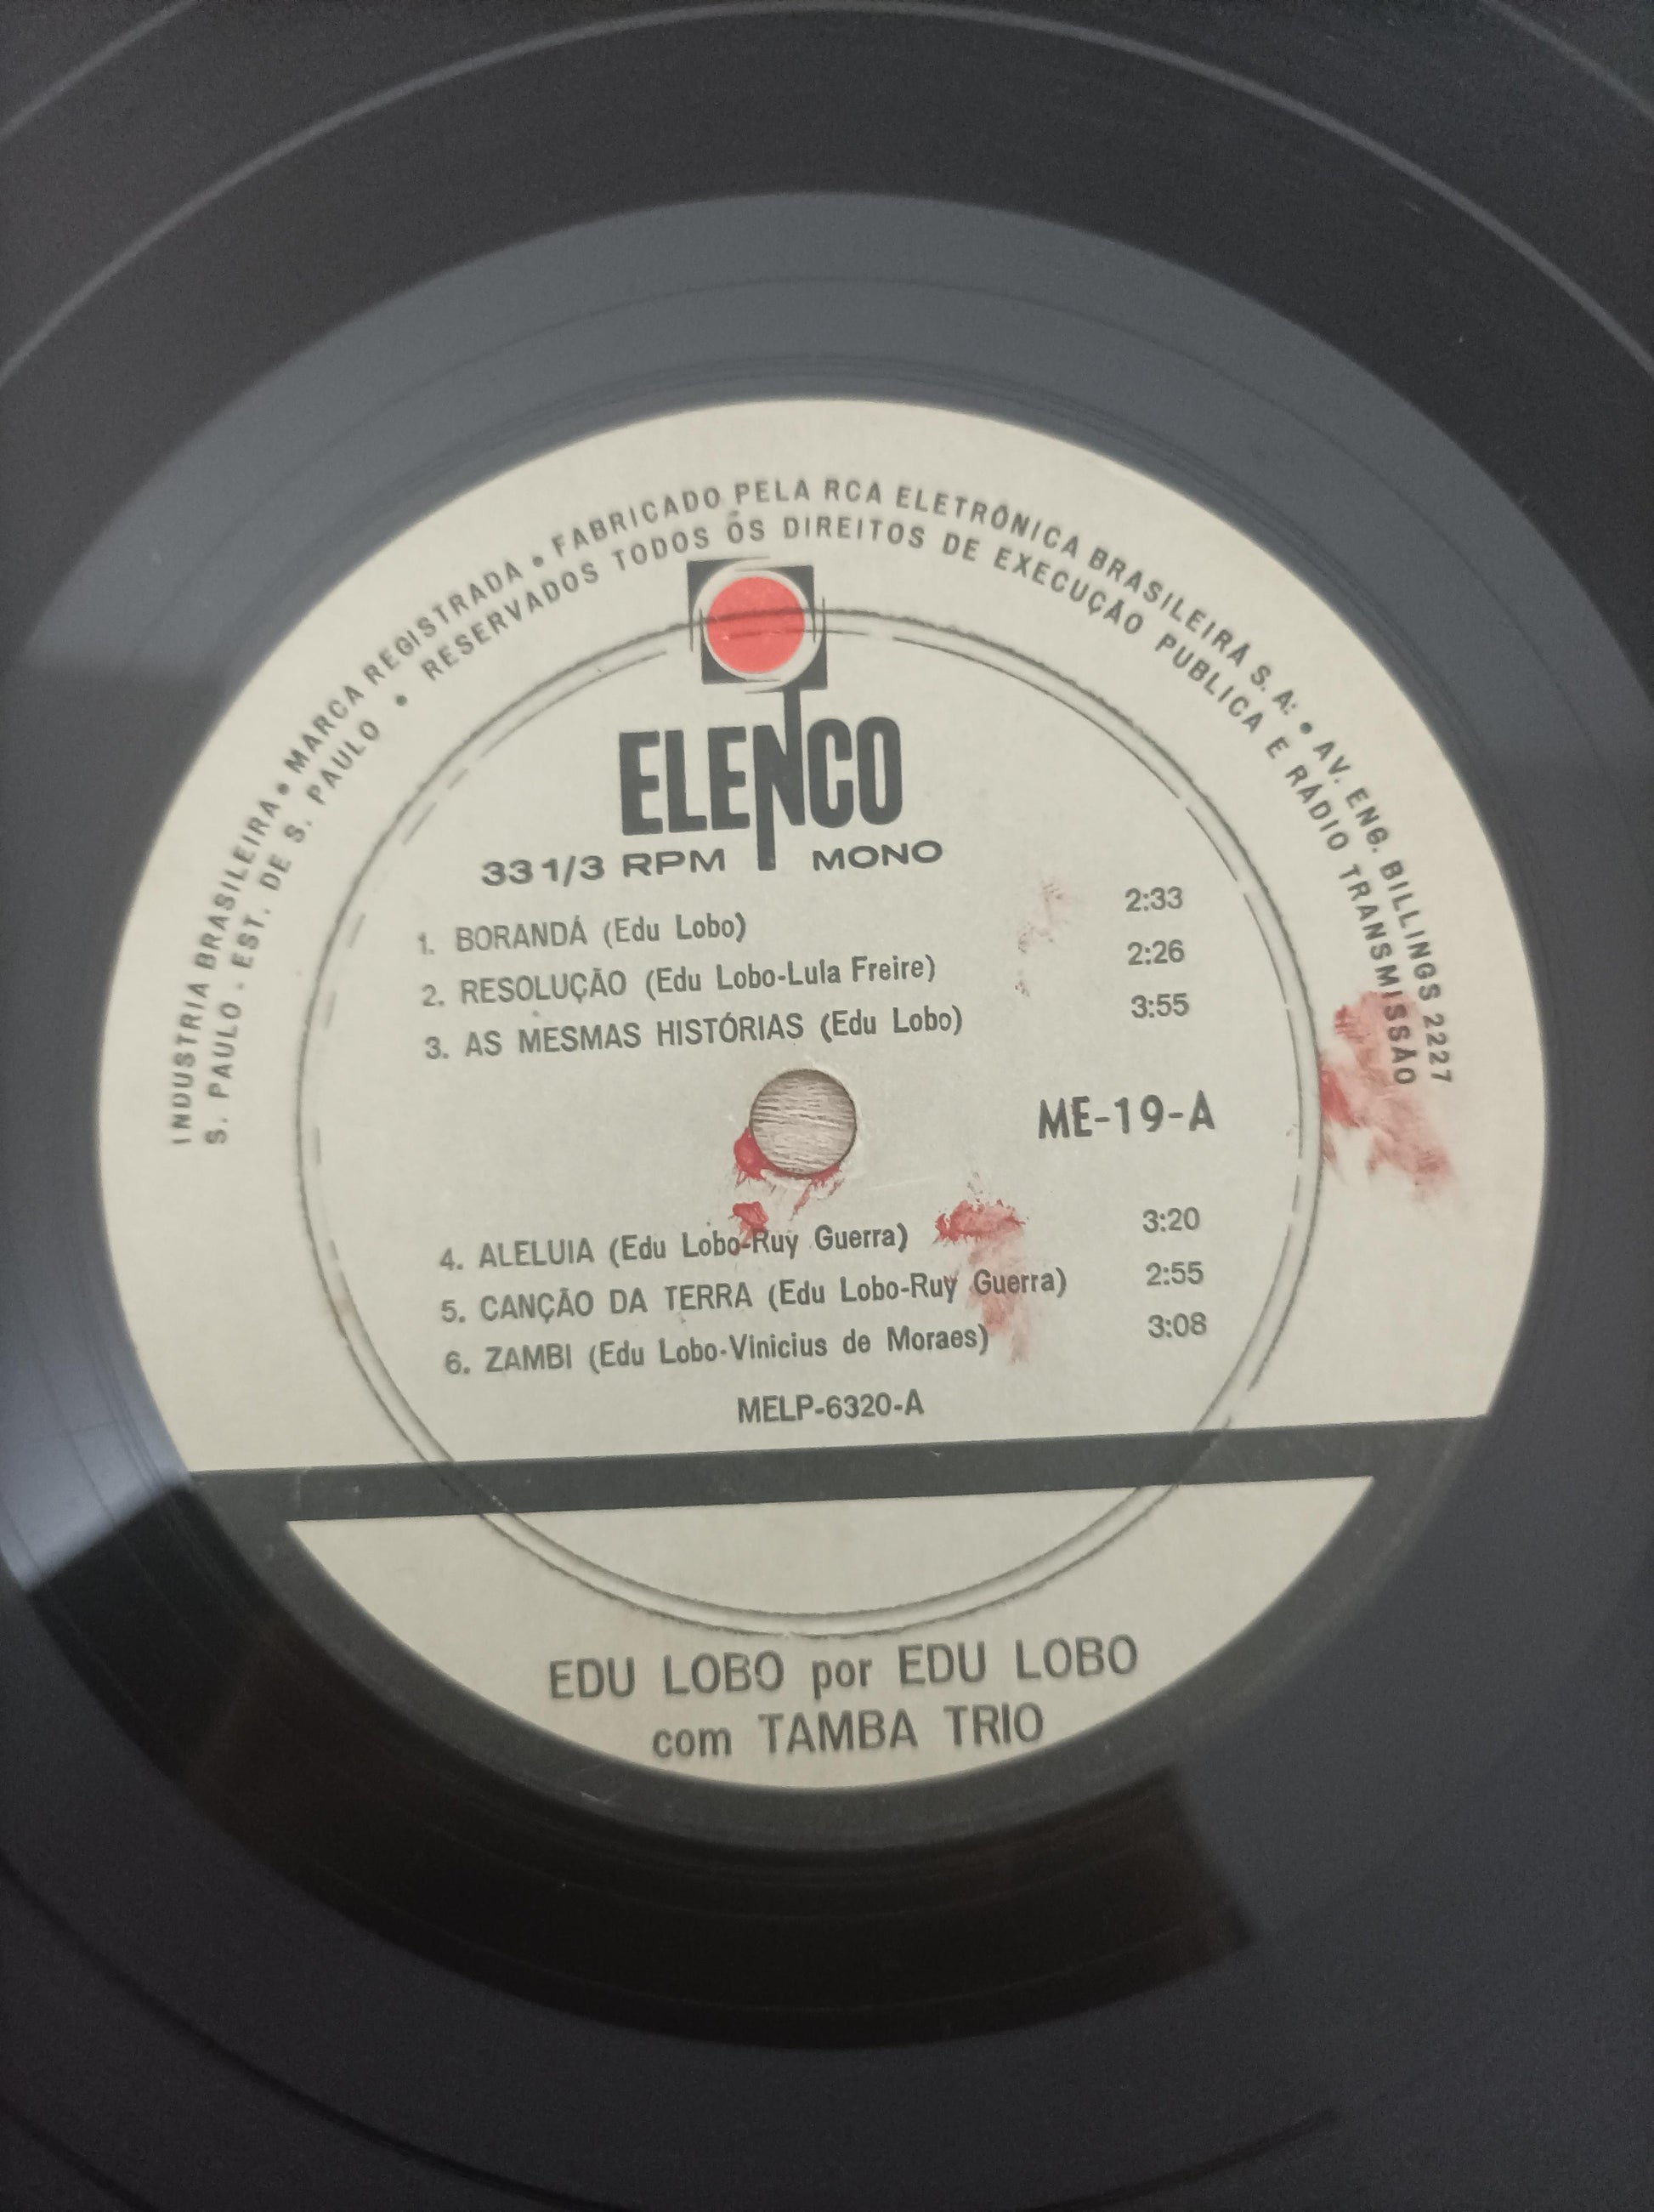 INDUSTRIA BRASILEIRA • MARCA REGISTRADA • FABRICADO PELA RCA ELETRÔNICA BRASILEIRA S. A. • AV. ENG. BILLINGS 2227
S. PAULO - EST. DE S. PAULO • RESERVADOS TODOS OS DIREITOS DE EXECUÇÃO PUBLICA E RÁDIO TRANSMISSÃO
ELENCO
33 1/3 RPM MONO
1. BORANDÁ (Edu Lobo) 2:33
2. RESOLUÇÃO (Edu Lobo-Lula Freire) 2:26
3. AS MESMAS HISTÓRIAS (Edu Lobo) 3:55
ME-19-A
4. ALELUIA (Edu Lobo-Ruy Guerra) 3:20
5. CANÇÃO DA TERRA (Edu Lobo-Ruy Guerra) 2:55
6. ZAMBI (Edu Lobo-Vinicius de Moraes) 3:08
MELP-6320-A
EDU LOBO por EDU LOBO
com TAMBA TRIO